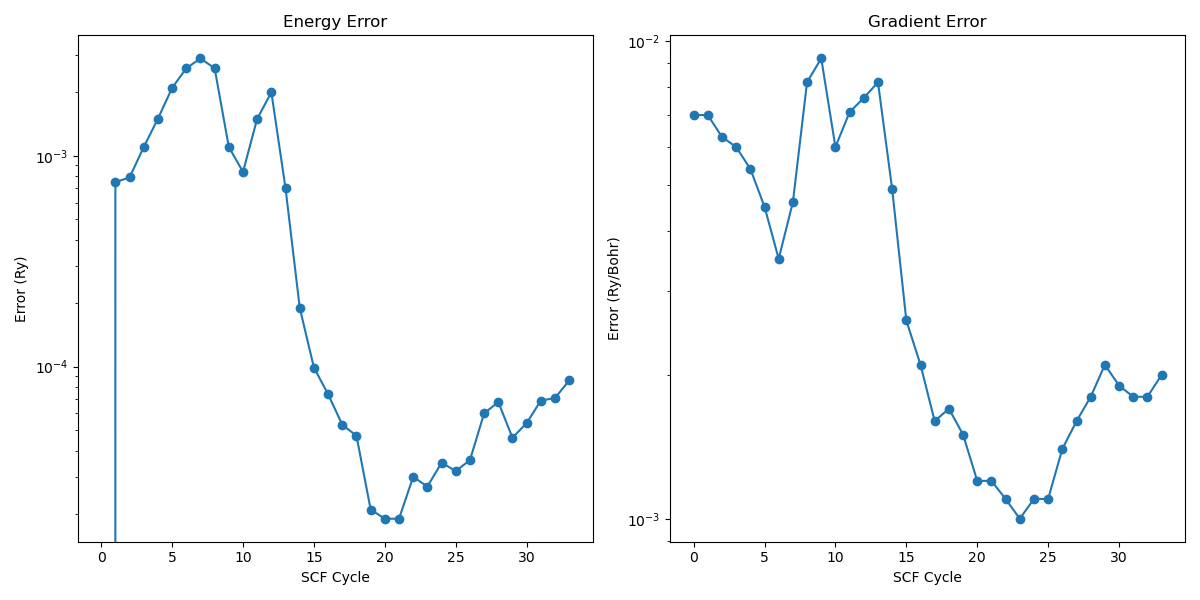 Energy Error
Error (Ry)
10⁻³
10⁻⁴
0 5 10 15 20 25 30
SCF Cycle
Gradient Error
Error (Ry/Bohr)
10⁻²
10⁻³
0 5 10 15 20 25 30
SCF Cycle